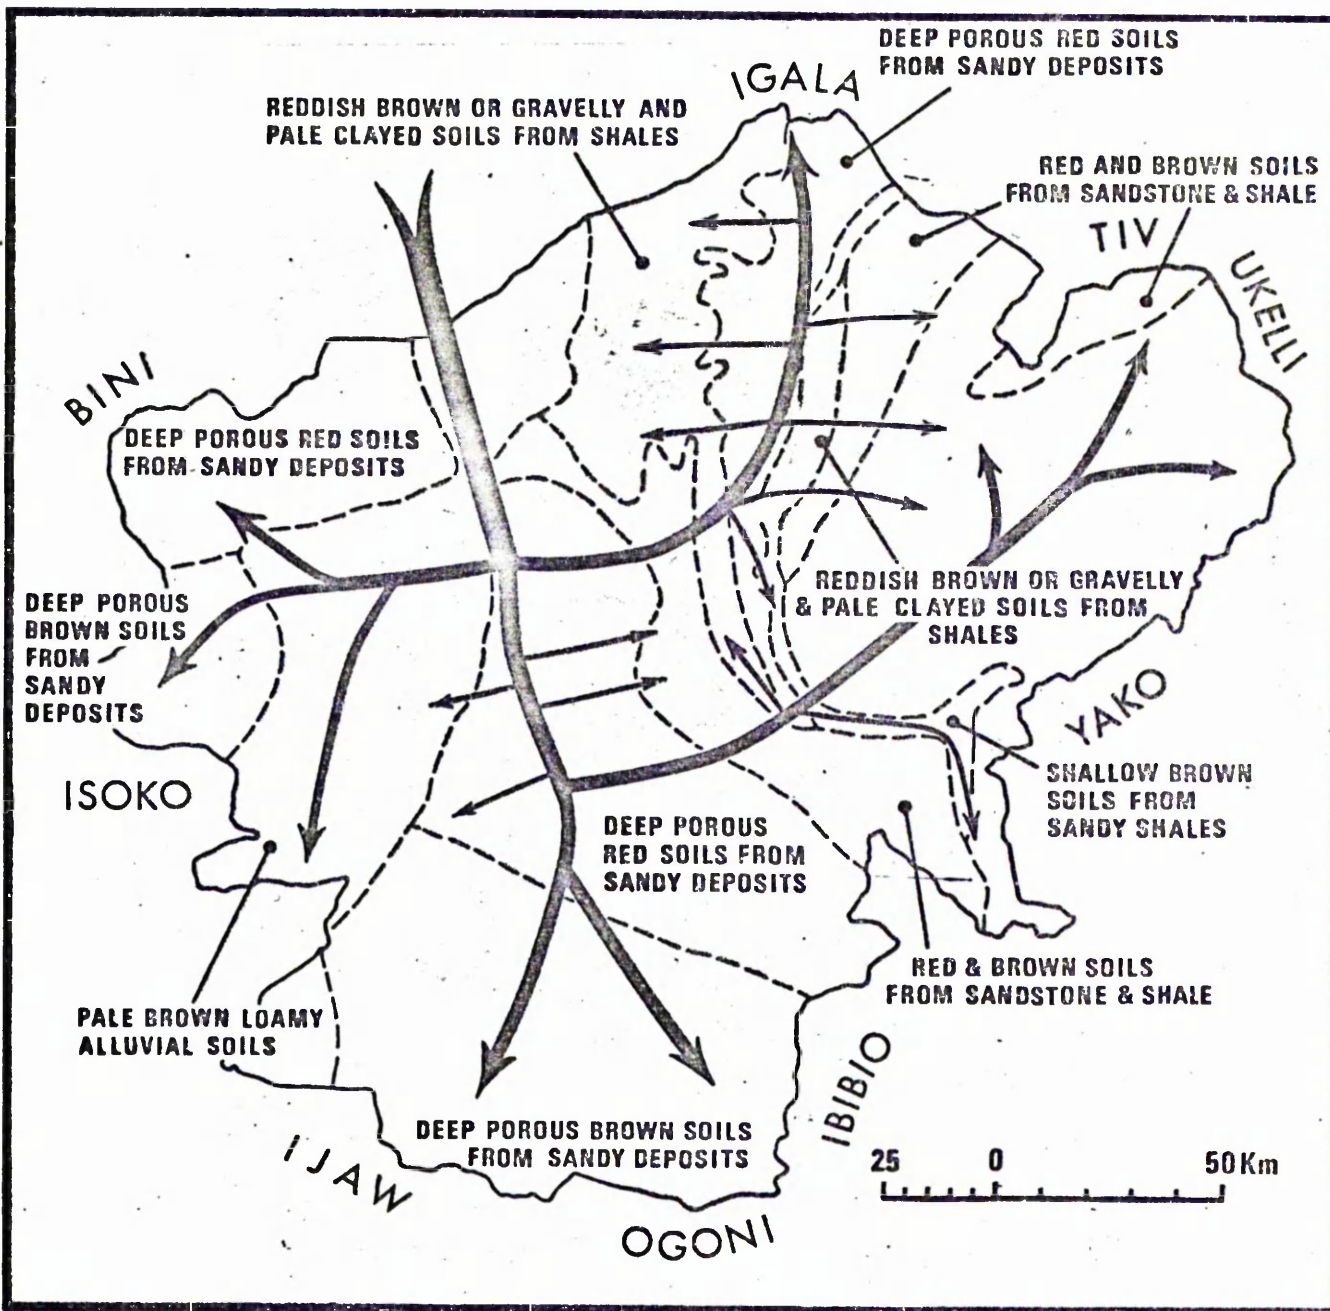 DEEP POROUS RED SOILS
FROM SANDY DEPOSITS
IGALA
REDDISH BROWN OR GRAVELLY AND
PALE CLAYED SOILS FROM SHALES
RED AND BROWN SOILS
FROM SANDSTONE & SHALE
TIV
UKELLI
BINI
DEEP POROUS RED SOILS
FROM SANDY DEPOSITS
DEEP POROUS
BROWN SOILS
FROM
SANDY
DEPOSITS
REDDISH BROWN OR GRAVELLY
& PALE CLAYED SOILS FROM
SHALES
YAKO
ISOKO
SHALLOW BROWN
SOILS FROM
SANDY SHALES
DEEP POROUS
RED SOILS FROM
SANDY DEPOSITS
RED & BROWN SOILS
FROM SANDSTONE & SHALE
PALE BROWN LOAMY
ALLUVIAL SOILS
IBIBIO
DEEP POROUS BROWN SOILS
FROM SANDY DEPOSITS
IJAW
OGONI
25 0 50Km